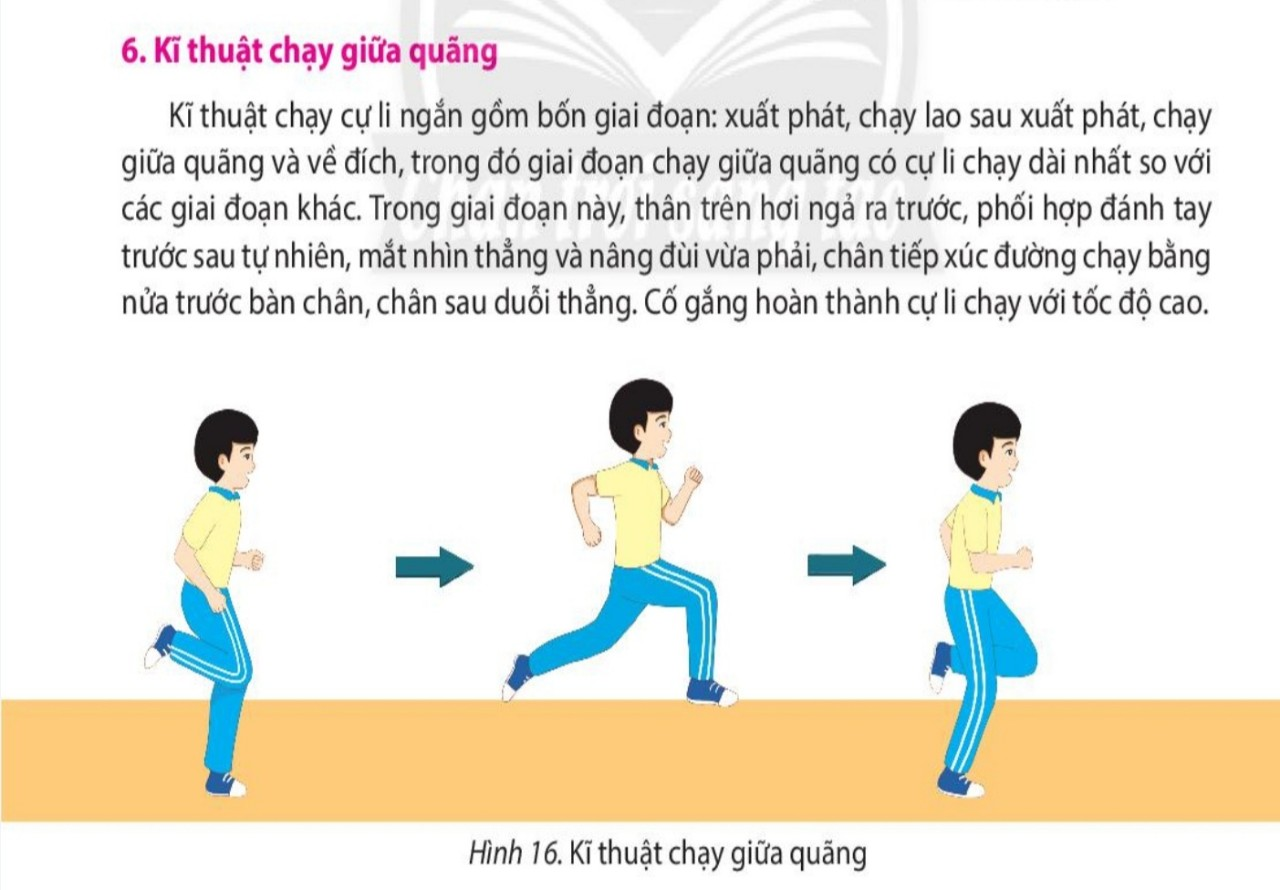 6. Kĩ thuật chạy giữa quãng
Kĩ thuật chạy cự li ngắn gồm bốn giai đoạn: xuất phát, chạy lao sau xuất phát, chạy
giữa quãng và về đích, trong đó giai đoạn chạy giữa quãng có cự li chạy dài nhất so với
các giai đoạn khác. Trong giai đoạn này, thân trên hơi ngả ra trước, phối hợp đánh tay
trước sau tự nhiên, mắt nhìn thẳng và nâng đùi vừa phải, chân tiếp xúc đường chạy bằng
nửa trước bàn chân, chân sau duỗi thẳng. Cố gắng hoàn thành cự li chạy với tốc độ cao.
Chân trời sáng tạo
Hình 16. Kĩ thuật chạy giữa quãng